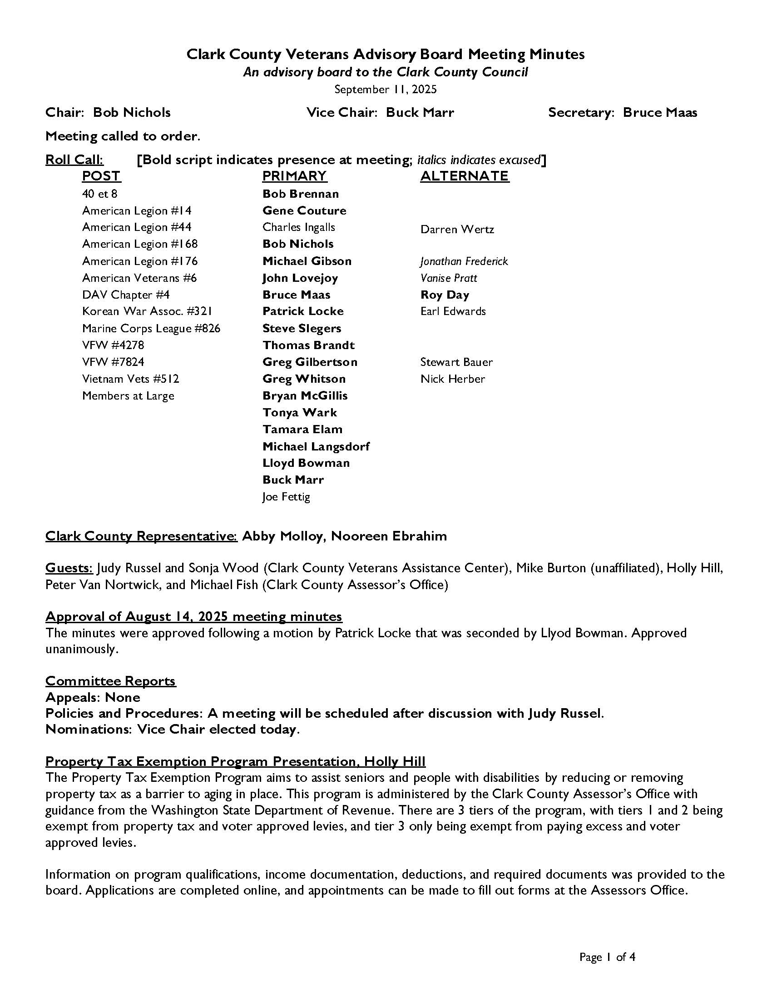 Clark County Veterans Advisory Board Meeting Minutes
An advisory board to the Clark County Council
September 11, 2025
Chair: Bob Nichols Vice Chair: Buck Marr Secretary: Bruce Maas
Meeting called to order.
Roll Call: [Bold script indicates presence at meeting; italics indicates excused]
POST PRIMARY ALTERNATE
40 et 8 Bob Brennan
American Legion #14 Gene Couture
American Legion #44 Charles Ingalls Darren Wertz
American Legion #168 Bob Nichols
American Legion #176 Michael Gibson Jonathan Frederick
American Veterans #6 John Lovejoy Vanise Pratt
DAV Chapter #4 Bruce Maas Roy Day
Korean War Assoc. #321 Patrick Locke Earl Edwards
Marine Corps League #826 Steve Slegers
VFW #4278 Thomas Brandt
VFW #7824 Greg Gilbertson Stewart Bauer
Vietnam Vets #512 Greg Whitson Nick Herber
Members at Large Bryan McGillis
Tonya Wark
Tamara Elam
Michael Langsdorf
Lloyd Bowman
Buck Marr
Joe Fettig
Clark County Representative: Abby Molloy, Nooreen Ebrahim
Guests: Judy Russel and Sonja Wood (Clark County Veterans Assistance Center), Mike Burton (unaffiliated), Holly Hill,
Peter Van Nortwick, and Michael Fish (Clark County Assessor’s Office)
Approval of August 14, 2025 meeting minutes
The minutes were approved following a motion by Patrick Locke that was seconded by Llyod Bowman. Approved
unanimously.
Committee Reports
Appeals: None
Policies and Procedures: A meeting will be scheduled after discussion with Judy Russel.
Nominations: Vice Chair elected today.
Property Tax Exemption Program Presentation, Holly Hill
The Property Tax Exemption Program aims to assist seniors and people with disabilities by reducing or removing
property tax as a barrier to aging in place. This program is administered by the Clark County Assessor’s Office with
guidance from the Washington State Department of Revenue. There are 3 tiers of the program, with tiers 1 and 2 being
exempt from property tax and voter approved levies, and tier 3 only being exempt from paying excess and voter
approved levies.
Information on program qualifications, income documentation, deductions, and required documents was provided to the
board. Applications are completed online, and appointments can be made to fill out forms at the Assessors Office.
Page 1 of 4